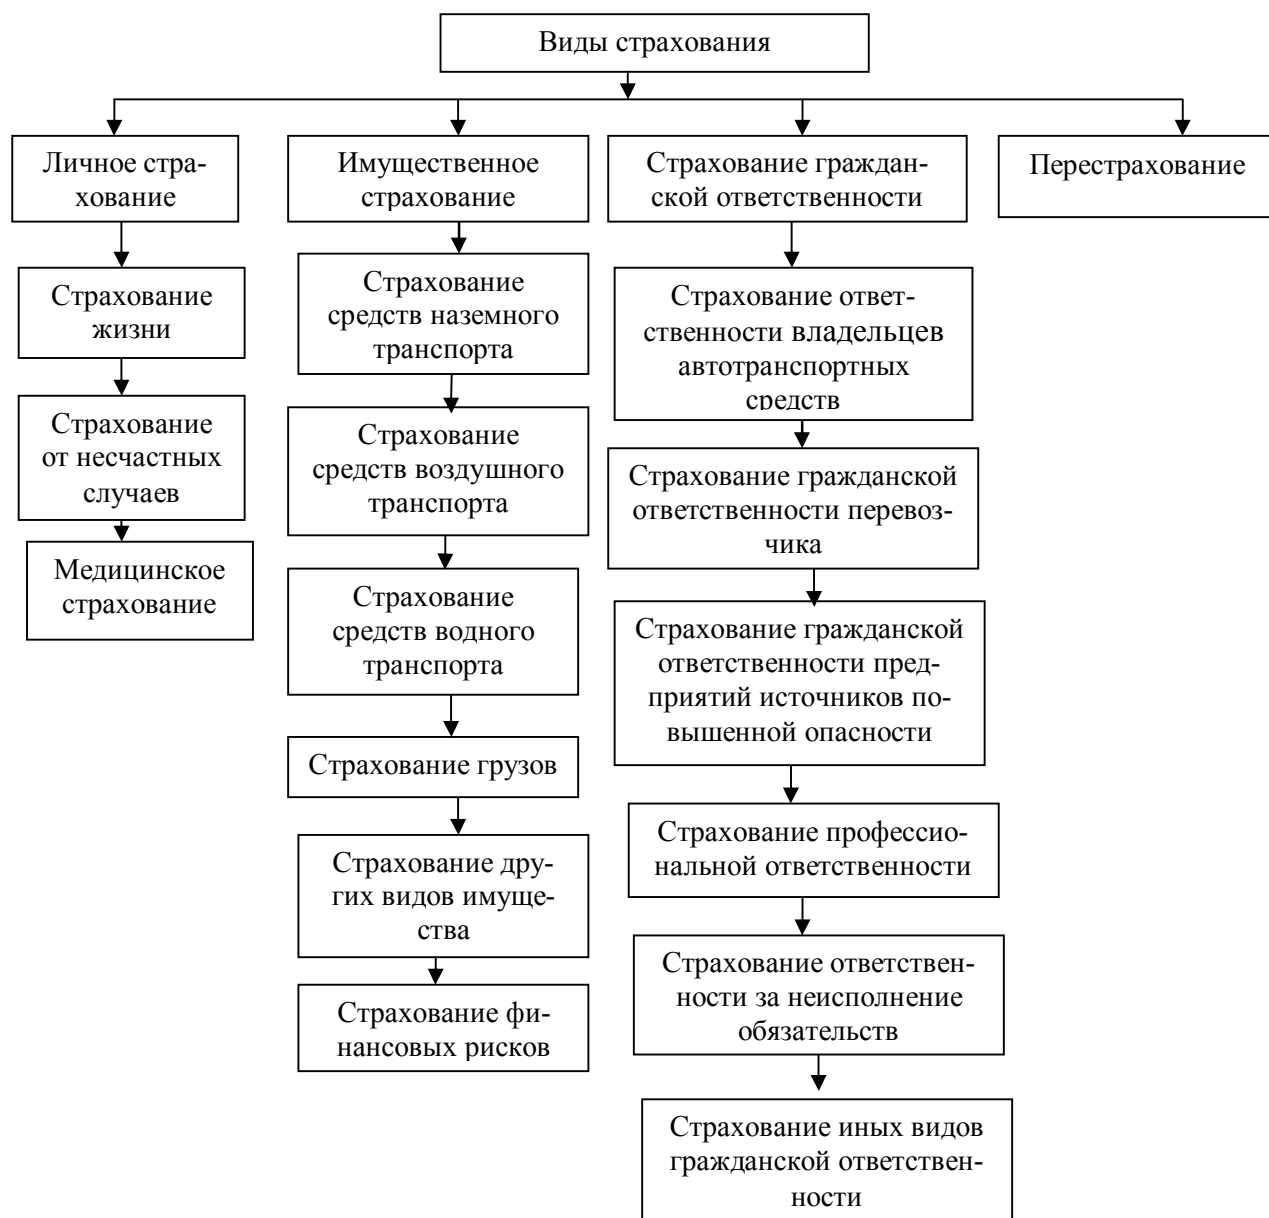 Виды страхования
Личное стра-
хование
Имущественное
страхование
Страхование граждан-
ской ответственности
Перестрахование
Страхование
жизни
Страхование
от несчастных
случаев
Медицинское
страхование
Страхование
средств наземного
транспорта
Страхование
средств воздушного
транспорта
Страхование
средств водного
транспорта
Страхование грузов
Страхование дру-
гих видов имуще-
ства
Страхование фи-
нансовых рисков
Страхование ответ-
ственности владельцев
автотранспортных
средств
Страхование гражданской
ответственности перевоз-
чика
Страхование гражданской
ответственности пред-
приятий источников по-
вышенной опасности
Страхование профессио-
нальной ответственности
Страхование ответствен-
ности за неисполнение
обязательств
Страхование иных видов
гражданской ответствен-
ности